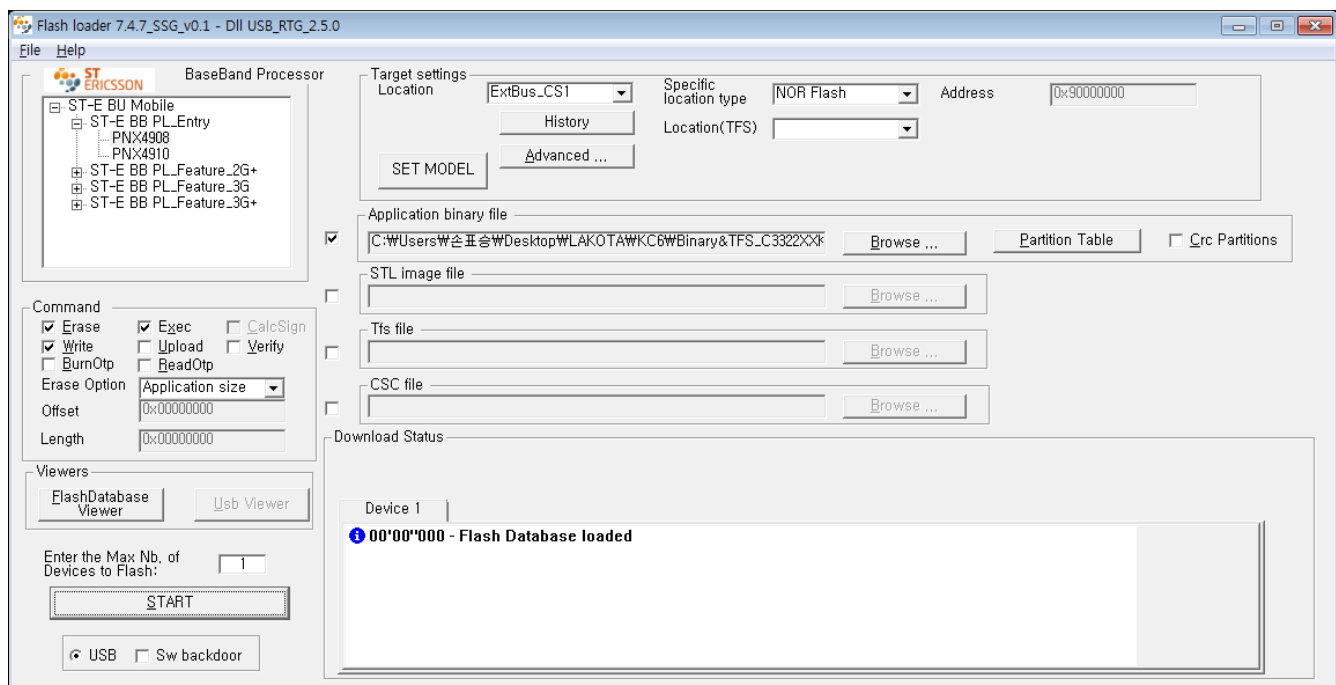 Flash loader 7.4.7_SSG_v0.1 - Dll USB_RTG_2.5.0
File Help
ST ERICSSON
BaseBand Processor
ST-E BU Mobile
ST-E BB PL_Entry
PNX4908
PNX4910
ST-E BB PL_Feature_2G+
ST-E BB PL_Feature_3G
ST-E BB PL_Feature_3G+
Target settings
Location
ExtBus_CS1
Specific
location type
NOR Flash
Address
0x90000000
History
Location(TFS)
Advanced ...
SET MODEL
Application binary file
C:₩Users₩손표승₩Desktop₩LAKOTA₩KC6₩Binary&TFS_C3322XX
Browse ...
Partition Table
Crc Partitions
STL image file
Browse ...
Tfs file
Browse ...
CSC file
Browse ...
Command
Erase Exec CalcSign
Write Upload Verify
BurnOtp ReadOtp
Erase Option Application size
Offset 0x00000000
Length 0x00000000
Viewers
FlashDatabase
Viewer
Usb Viewer
Enter the Max Nb. of
Devices to Flash:
1
START
USB Sw backdoor
Download Status
Device 1
00'00"000 - Flash Database loaded